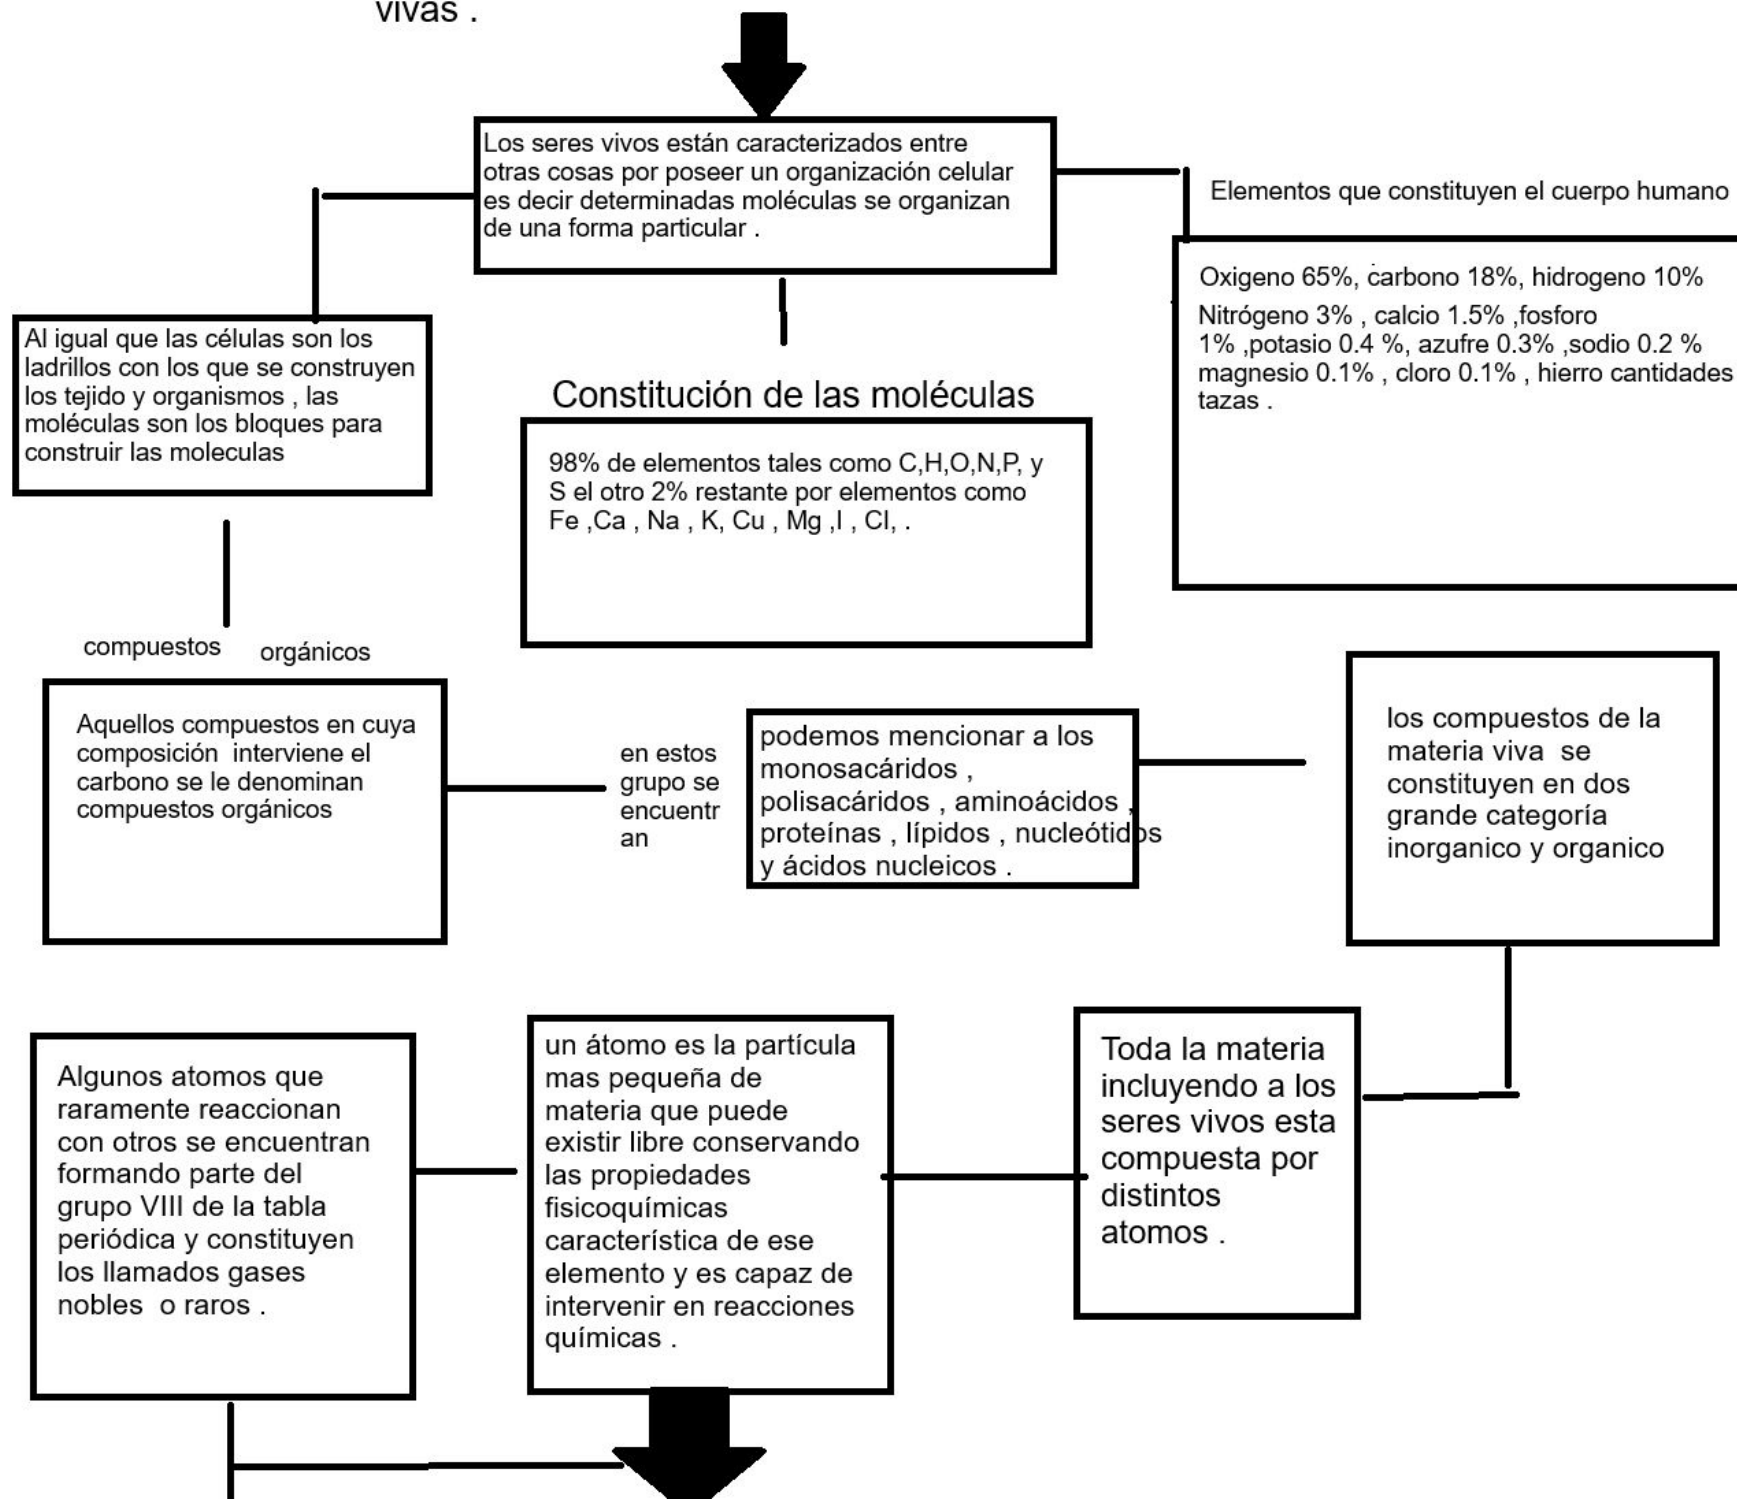 vivas .
Los seres vivos están caracterizados entre
otras cosas por poseer un organización celular
es decir determinadas moléculas se organizan
de una forma particular .
Elementos que constituyen el cuerpo humano
Oxigeno 65%, carbono 18%, hidrogeno 10%
Nitrógeno 3% , calcio 1.5% ,fosforo
1% ,potasio 0.4 %, azufre 0.3% ,sodio 0.2 %
magnesio 0.1% , cloro 0.1% , hierro cantidades
tazas .
Al igual que las células son los
ladrillos con los que se construyen
los tejido y organismos , las
moléculas son los bloques para
construir las moleculas
Constitución de las moléculas
98% de elementos tales como C,H,O,N,P, y
S el otro 2% restante por elementos como
Fe ,Ca , Na , K, Cu , Mg ,I , Cl, .
compuestos orgánicos
Aquellos compuestos en cuya
composición  interviene el
carbono se le denominan
compuestos orgánicos
en estos
grupo se
encuentr
an
podemos mencionar a los
monosacáridos ,
polisacáridos , aminoácidos ,
proteínas , lípidos , nucleótidos
y ácidos nucleicos .
los compuestos de la
materia viva  se
constituyen en dos
grande categoría
inorganico y organico
Algunos atomos que
raramente reaccionan
con otros se encuentran
formando parte del
grupo VIII de la tabla
periódica y constituyen
los llamados gases
nobles  o raros .
un átomo es la partícula
mas pequeña de
materia que puede
existir libre conservando
las propiedades
fisicoquímicas
característica de ese
elemento y es capaz de
intervenir en reacciones
químicas .
Toda la materia
incluyendo a los
seres vivos esta
compuesta por
distintos
atomos .